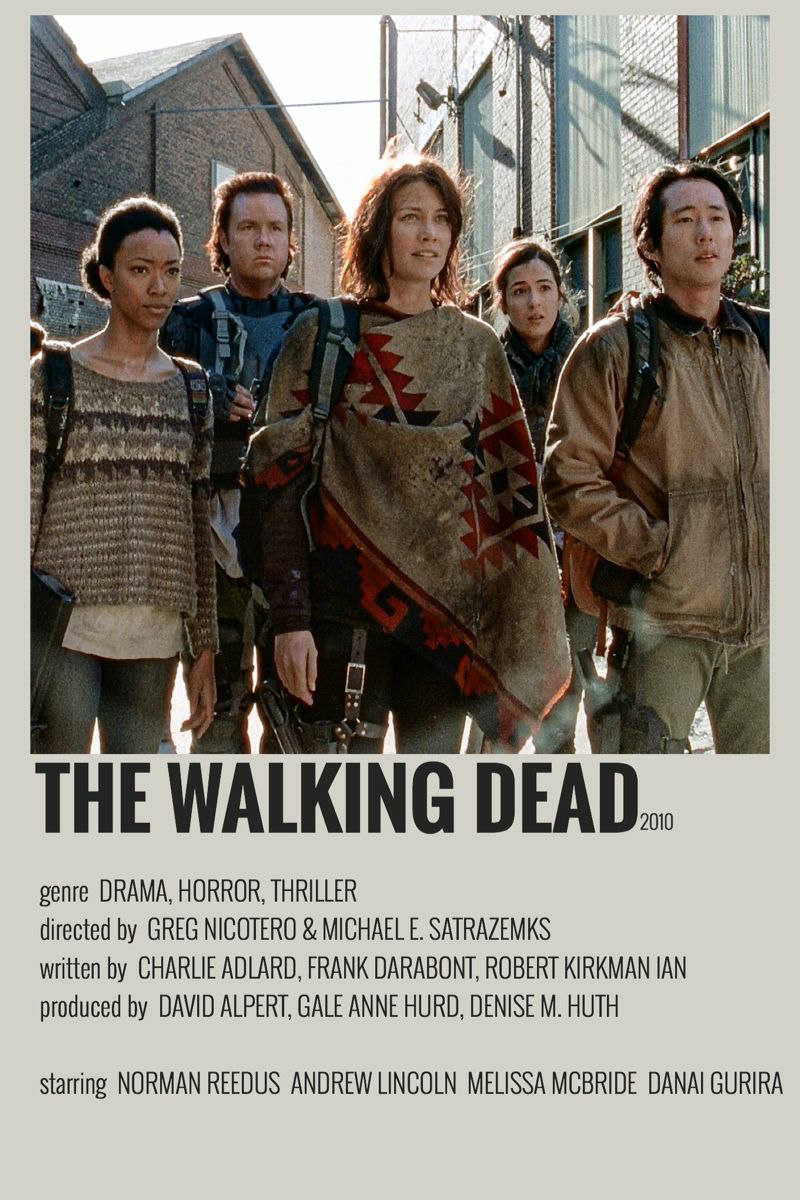 THE WALKING DEAD 2010
genre DRAMA, HORROR, THRILLER
directed by GREG NICOTERO & MICHAEL E. SATRAZEMKS
written by CHARLIE ADLARD, FRANK DARABONT, ROBERT KIRKMAN IAN
produced by DAVID ALPERT, GALE ANNE HURD, DENISE M. HUTH
starring NORMAN REEDUS ANDREW LINCOLN MELISSA MCBRIDE DANAI GURIRA